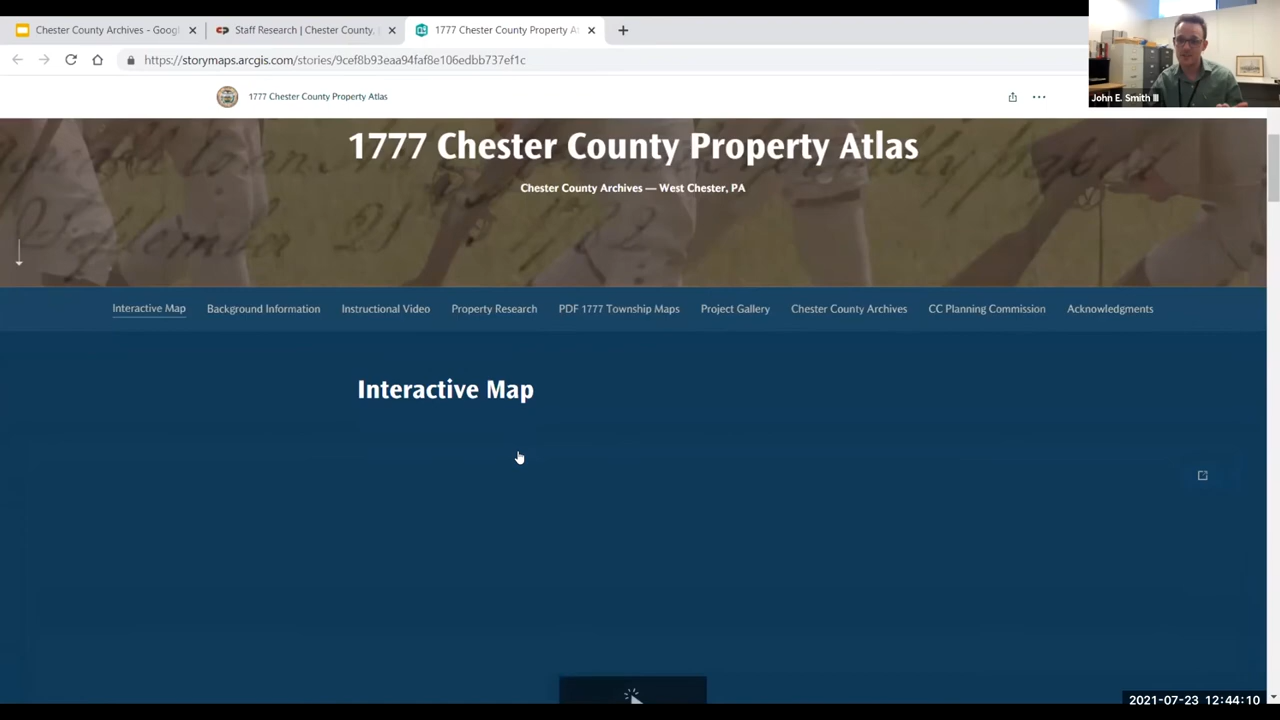 Chester County Archives - Goog
Staff Research | Chester County,
1777 Chester County Property At
https://storymaps.arcgis.com/stories/9cef8b93eaa94faf8e106edbb737ef1c
John E. Smith III
1777 Chester County Property Atlas
1777 Chester County Property Atlas
Chester County Archives — West Chester, PA
September 21
Interactive Map
Background Information
Instructional Video
Property Research
PDF 1777 Township Maps
Project Gallery
Chester County Archives
CC Planning Commission
Acknowledgments
Interactive Map
2021-07-23 12:44:10